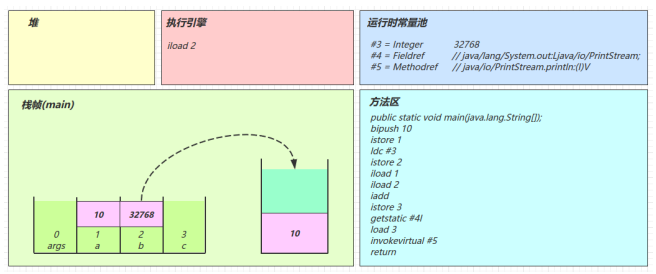 堆
执行引擎
iload 2
运行时常量池
#3 = Integer 32768
#4 = Fieldref // java/lang/System.out:Ljava/io/PrintStream;
#5 = Methodref // java/io/PrintStream.println:(I)V
栈帧(main)
10 32768
0 1 2 3
args a b c
10
方法区
public static void main(java.lang.String[]);
bipush 10
istore 1
ldc #3
istore 2
iload 1
iload 2
iadd
istore 3
getstatic #4I
load 3
invokevirtual #5
return